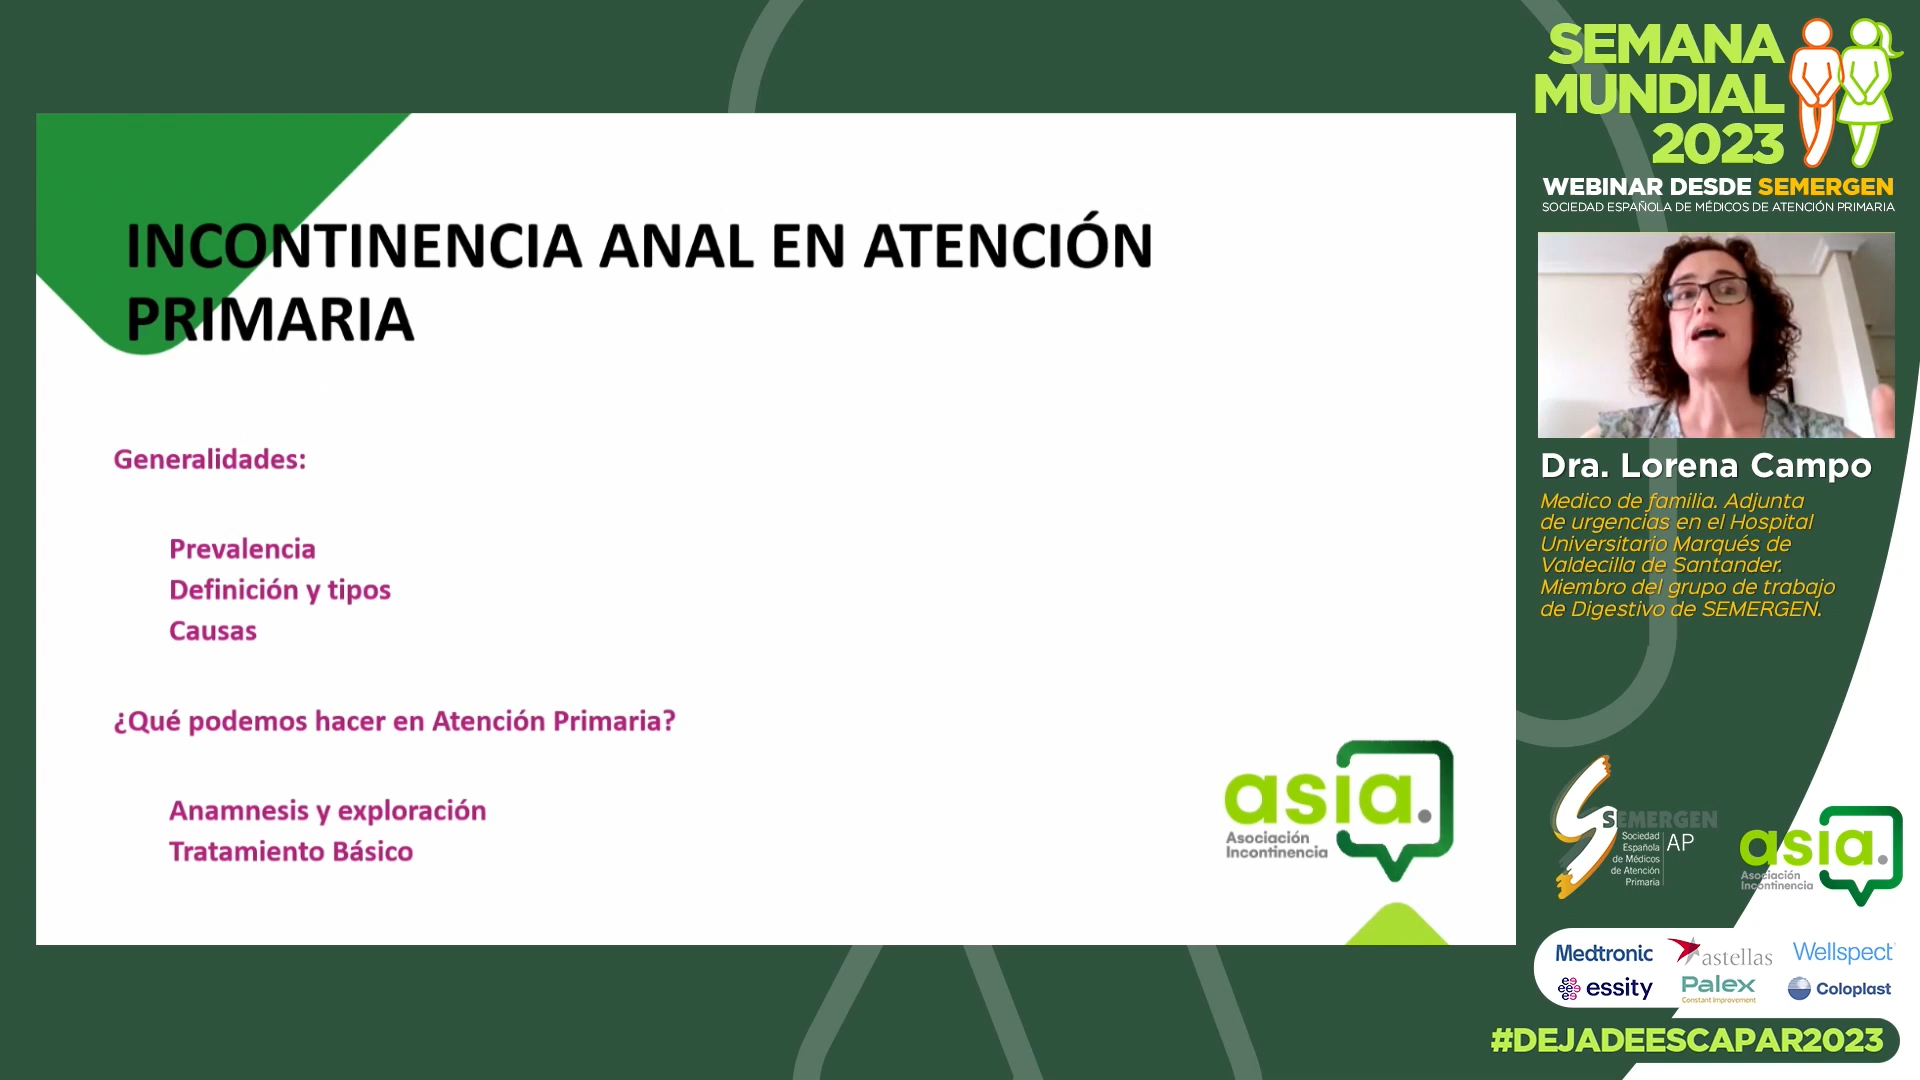 SEMANA
MUNDIAL
2023
WEBINAR DESDE SEMERGEN
SOCIEDAD ESPAÑOLA DE MÉDICOS DE ATENCIÓN PRIMARIA
INCONTINENCIA ANAL EN ATENCIÓN
PRIMARIA
Generalidades:
Prevalencia
Definición y tipos
Causas
¿Qué podemos hacer en Atención Primaria?
Anamnesis y exploración
Tratamiento Básico
asia.
Asociación
Incontinencia
Dra. Lorena Campo
Medico de familia. Adjunta
de urgencias en el Hospital
Universitario Marqués de
Valdecilla de Santander.
Miembro del grupo de trabajo
de Digestivo de SEMERGEN.
SEMERGEN
Sociedad
Española
de Médicos
de Atención
Primaria
AP
asia.
Asociación
Incontinencia
Medtronic
astellas
Wellspect
essity
Palex
Constant improvement
Coloplast
#DEJADEESCAPAR2023